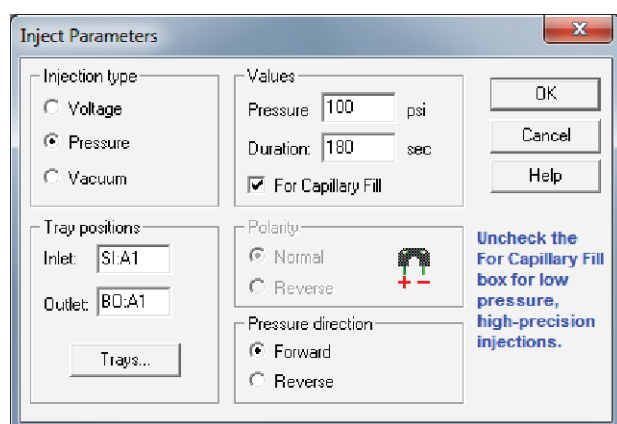 Inject Parameters
Injection type
Voltage
Pressure
Vacuum
Values
Pressure 100 psi
Duration: 180 sec
For Capillary Fill
OK
Cancel
Help
Tray positions
Inlet: SI:A1
Outlet: BO:A1
Trays...
Polarity
Normal
Reverse
Pressure direction
Forward
Reverse
Uncheck the
For Capillary Fill
box for low
pressure,
high-precision
injections.